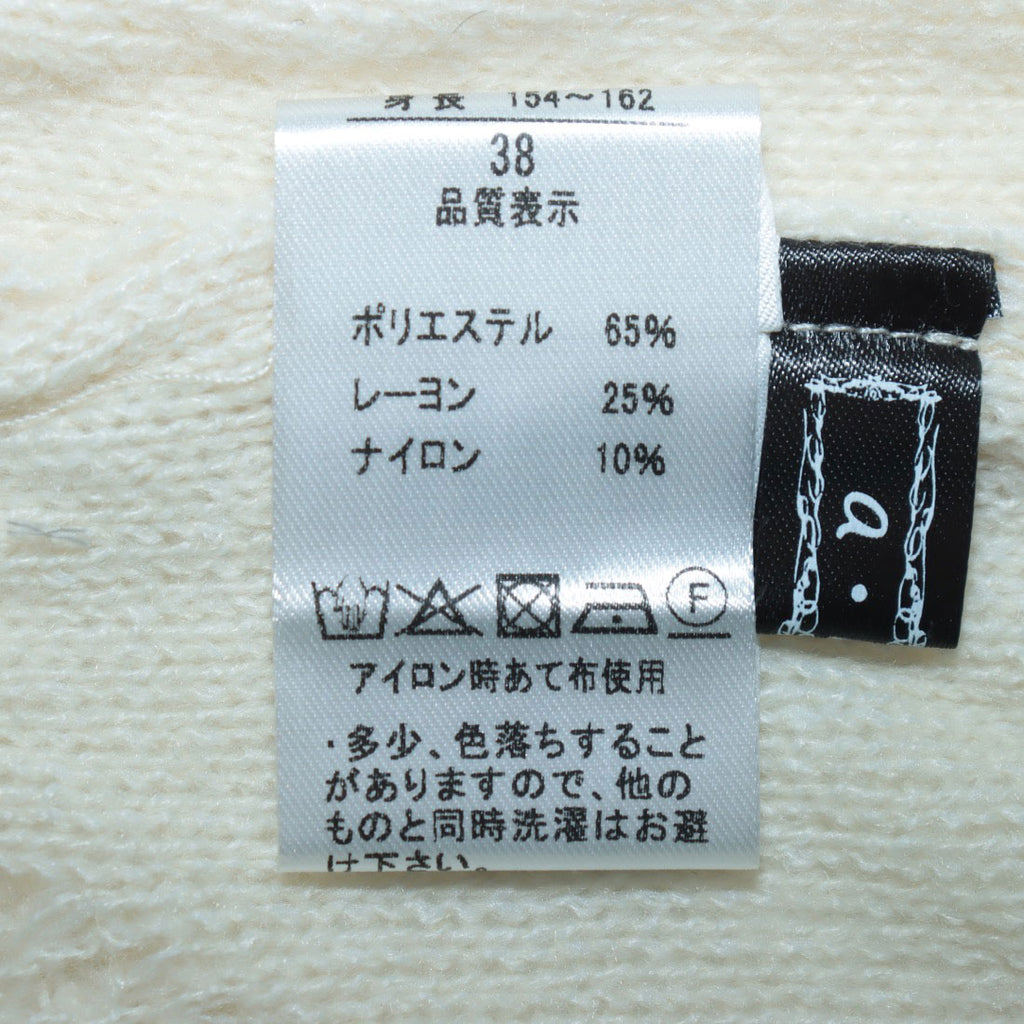 身長 154～162
38
品質表示
ポリエステル 65%
レーヨン 25%
ナイロン 10%
F
アイロン時あて布使用
・多少、色落ちすること
がありますので、他の
ものと同時洗濯はお避
け下さい。
a.